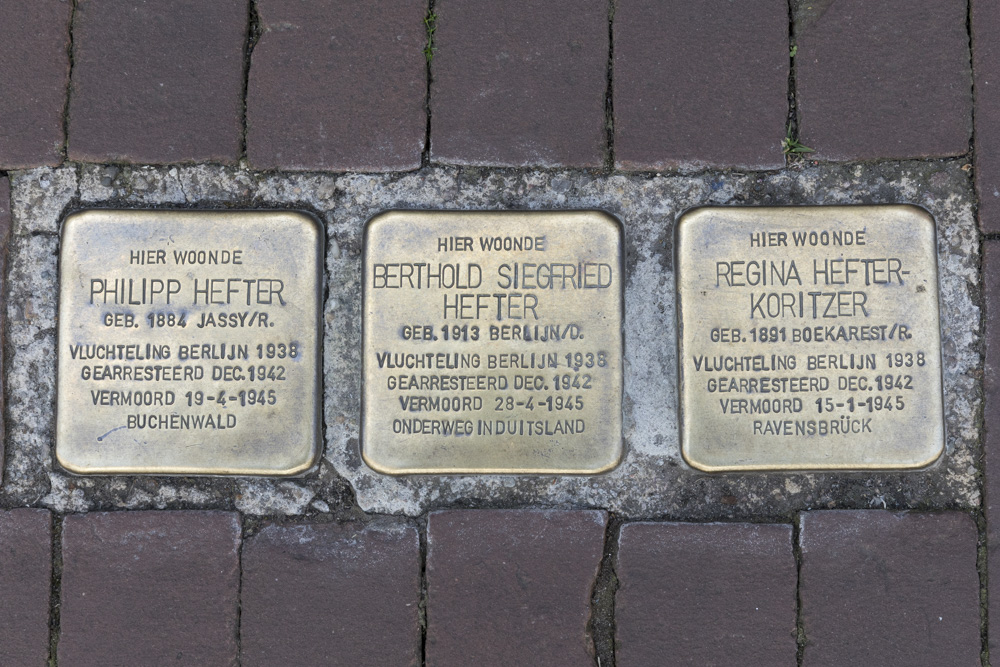 HIER WOONDE
PHILIPP HEFTER
GEB. 1884 JASSY/R.
VLUCHTELING BERLIJN 1938
GEARRESTEERD DEC. 1942
VERMOORD 19-4-1945
BUCHENWALD
HIER WOONDE
BERTHOLD SIEGFRIED
HEFTER
GEB. 1913 BERLIJN/D.
VLUCHTELING BERLIJN 1938
GEARRESTEERD DEC. 1942
VERMOORD 28-4-1945
ONDERWEG IN DUITSLAND
HIER WOONDE
REGINA HEFTER-
KORITZER
GEB. 1891 BOEKAREST/R.
VLUCHTELING BERLIJN 1938
GEARRESTEERD DEC. 1942
VERMOORD 15-1-1945
RAVENSBRÜCK